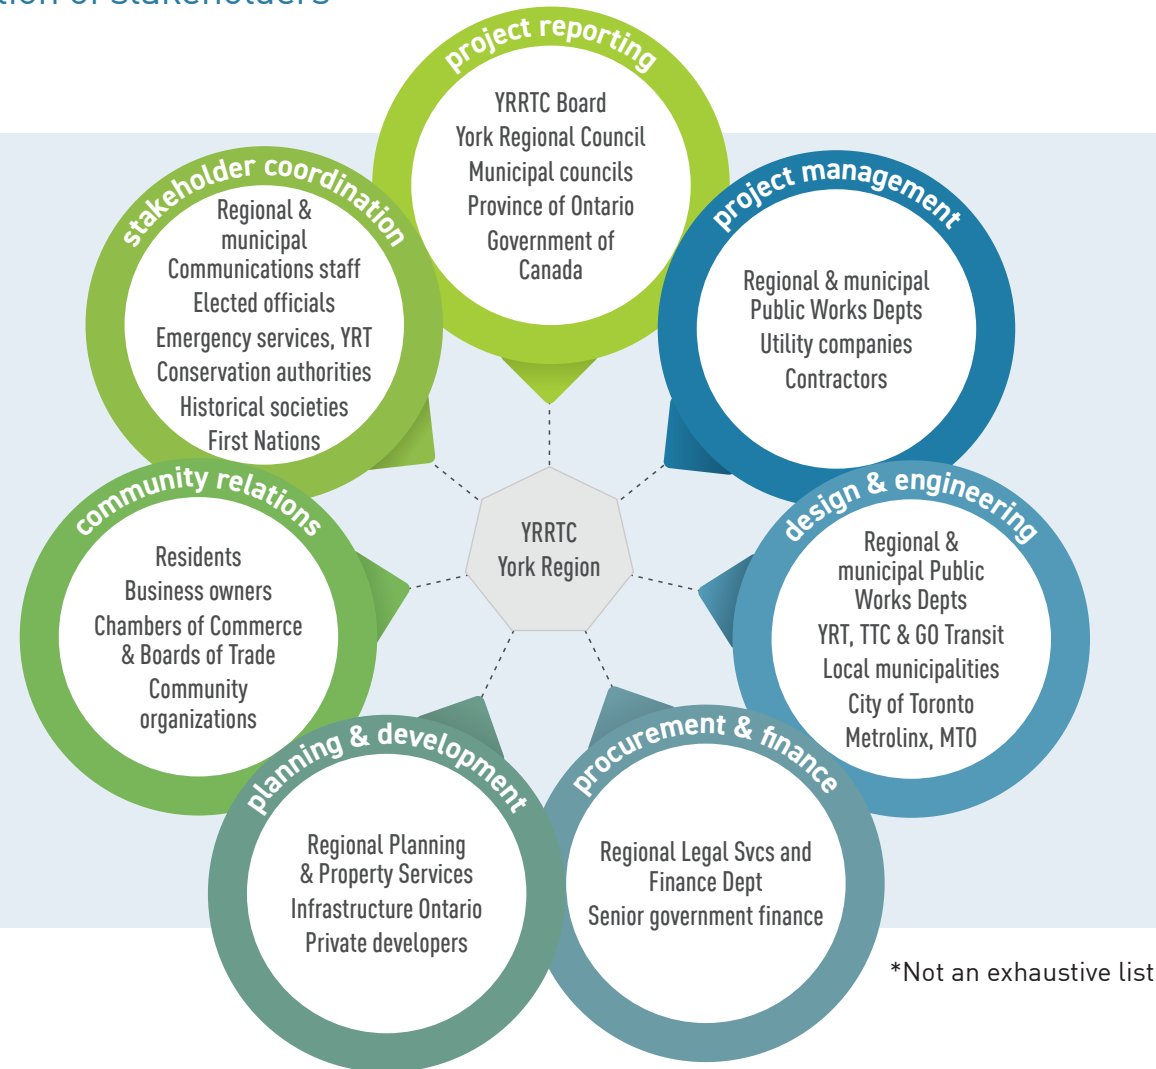 of stakeholders
project reporting
YRRTC Board
York Regional Council
Municipal councils
Province of Ontario
Government of
Canada
project management
Regional & municipal
Public Works Depts
Utility companies
Contractors
design & engineering
Regional &
municipal Public
Works Depts
YRT, TTC & GO Transit
Local municipalities
City of Toronto
Metrolinx, MTO
procurement & finance
Regional Legal Svcs and
Finance Dept
Senior government finance
planning & development
Regional Planning
& Property Services
Infrastructure Ontario
Private developers
community relations
Residents
Business owners
Chambers of Commerce
& Boards of Trade
Community
organizations
stakeholder coordination
Regional &
municipal
Communications staff
Elected officials
Emergency services, YRT
Conservation authorities
Historical societies
First Nations
YRRTC
York Region
*Not an exhaustive list